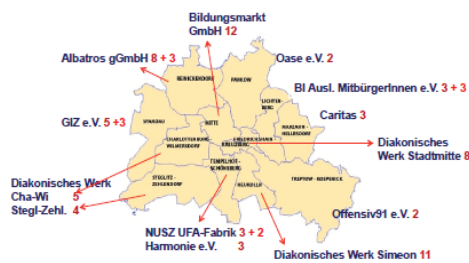 Bildungsmarkt
GmbH 12
Albatros gGmbH 8 + 3
Oase e.V. 2
REINICKENDORF
PANKOW
BI Ausl. MitbürgerInnen e.V. 3 + 3
LICHTEN-
BERG
GIZ e.V. 5 +3
SPANDAU
MITTE
Caritas 3
MARZAHN-
HELLERSDORF
CHARLOTTENBURG-
WILMERSDORF
FRIEDRICHSHAIN-
KREUZBERG
Diakonisches
Werk Stadtmitte 8
TEMPELHOF-
SCHÖNEBERG
STEGLITZ-
ZEHLENDORF
NEUKÖLLN
TREPTOW-KOEPENICK
Diakonisches Werk
Cha-Wi 5
Stegl-Zehl. 4
Offensiv91 e.V. 2
NUSZ UFA-Fabrik 3 + 2
Harmonie e.V. 3
Diakonisches Werk Simeon 11